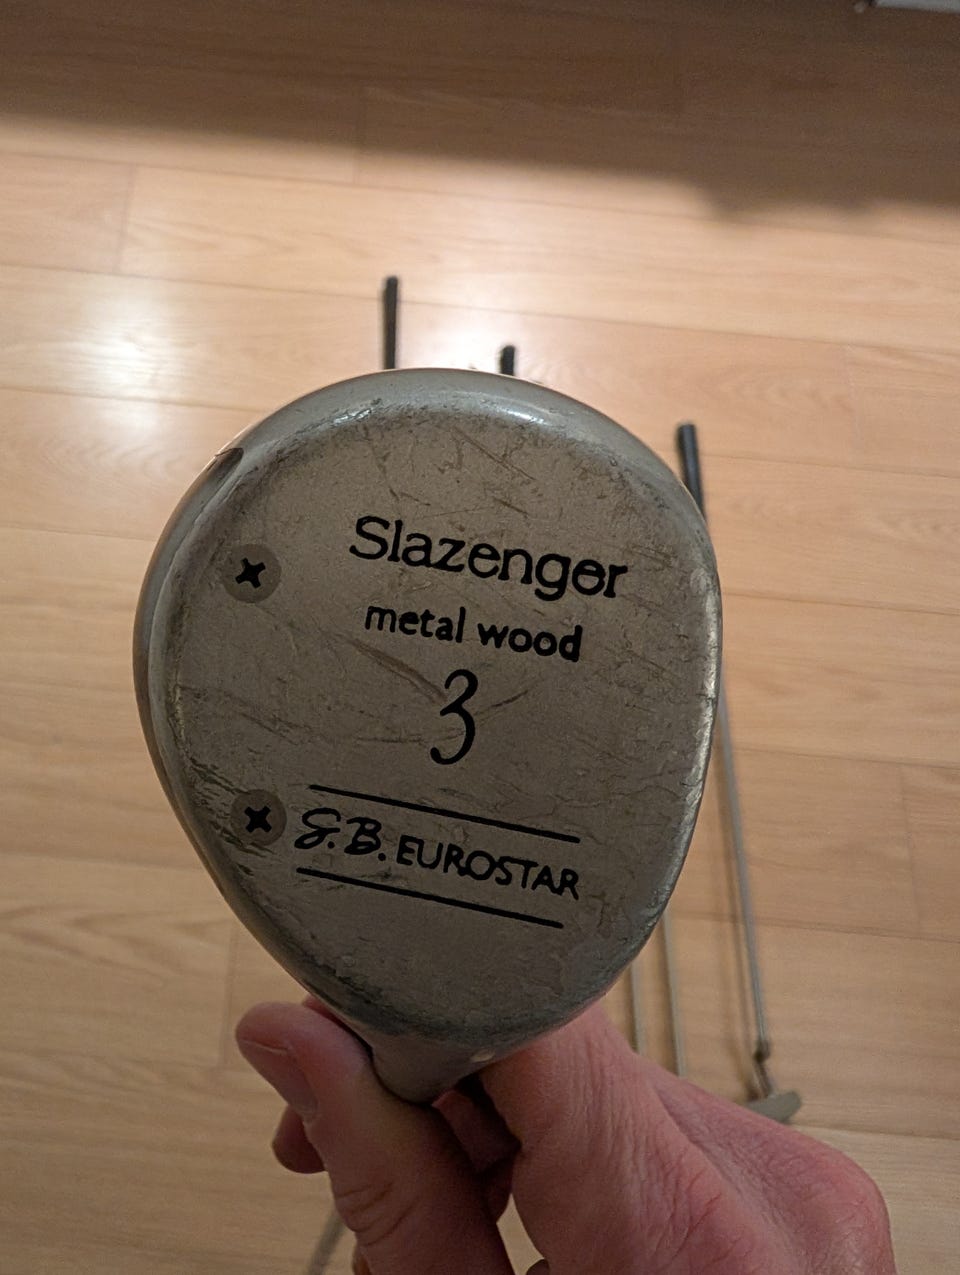 Slazenger
metal wood
3
G.B. EUROSTAR